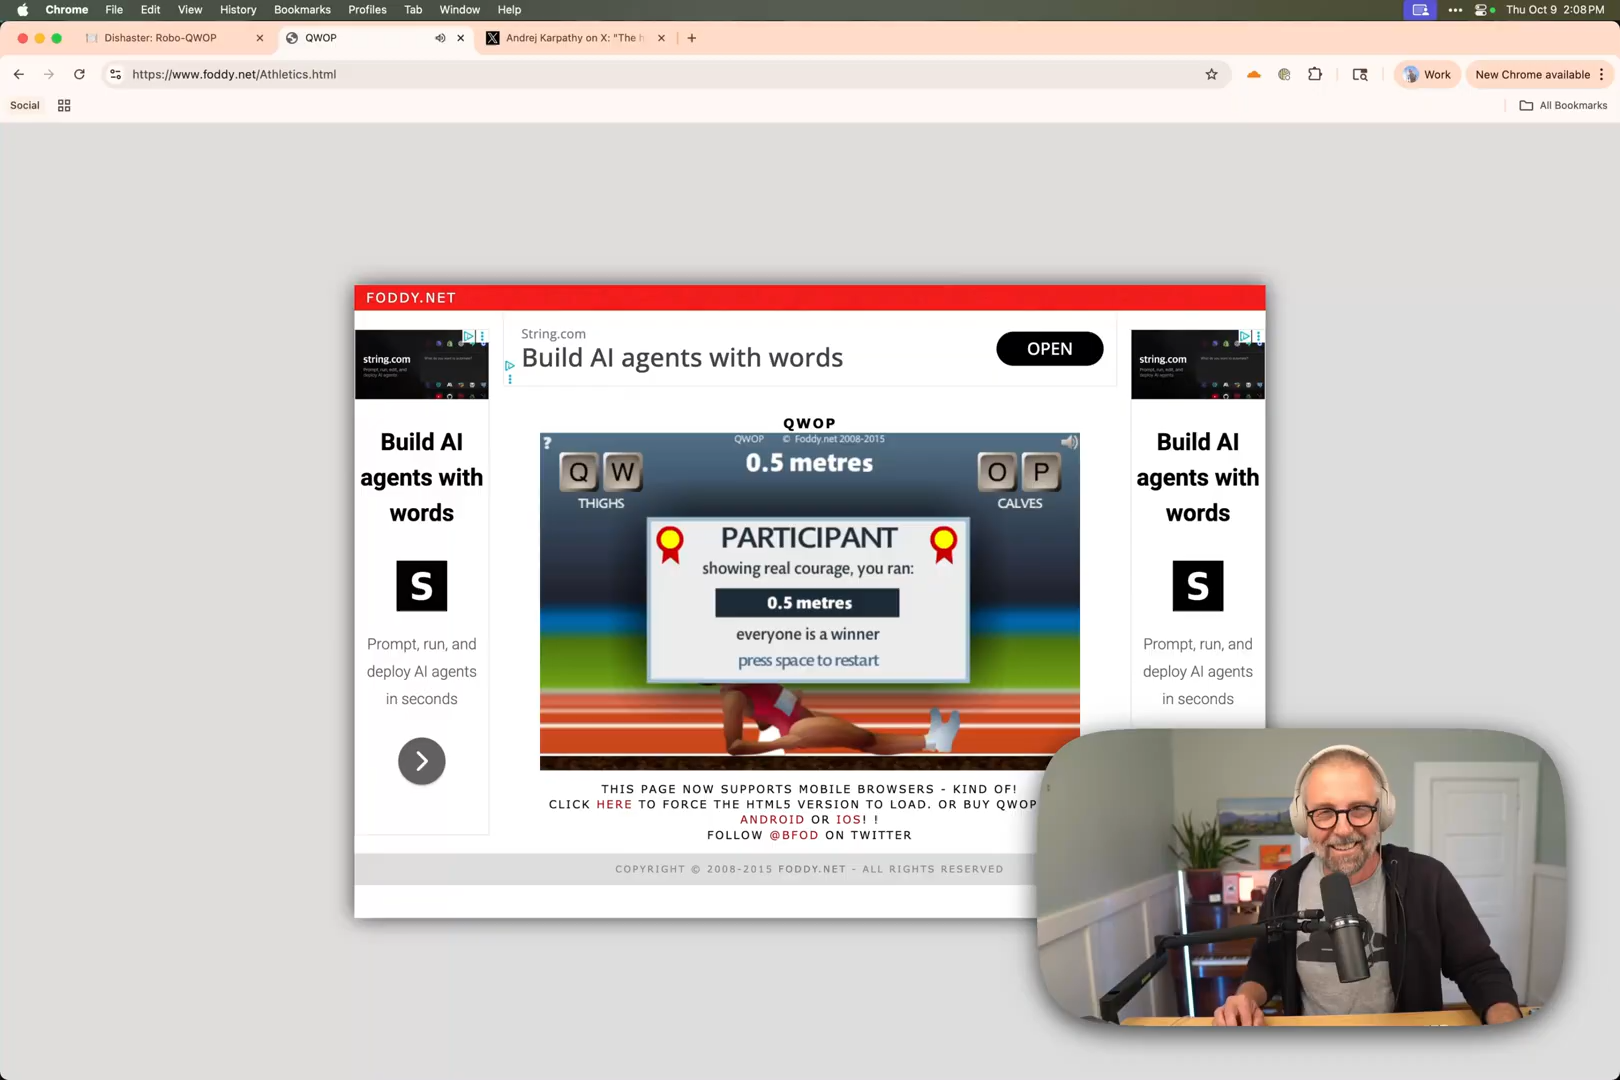 Chrome File Edit View History Bookmarks Profiles Tab Window Help
Thu Oct 9 2:08 PM
Dishaster: Robo-QWOP
QWOP
Andrej Karpathy on X: "The h
https://www.foddy.net/Athletics.html
Work
New Chrome available
Social
All Bookmarks
FODDY.NET
String.com
Build AI agents with words
OPEN
string.com
Build AI
agents with
words
S
Prompt, run, and
deploy AI agents
in seconds
QWOP
QWOP © Foddy.net 2008-2015
?
0.5 metres
Q W
THIGHS
O P
CALVES
PARTICIPANT
showing real courage, you ran:
0.5 metres
everyone is a winner
press space to restart
THIS PAGE NOW SUPPORTS MOBILE BROWSERS - KIND OF!
CLICK HERE TO FORCE THE HTML5 VERSION TO LOAD. OR BUY QWOP
ANDROID OR IOS! !
FOLLOW @BFOD ON TWITTER
COPYRIGHT © 2008-2015 FODDY.NET - ALL RIGHTS RESERVED
string.com
Build AI
agents with
words
S
Prompt, run, and
deploy AI agents
in seconds